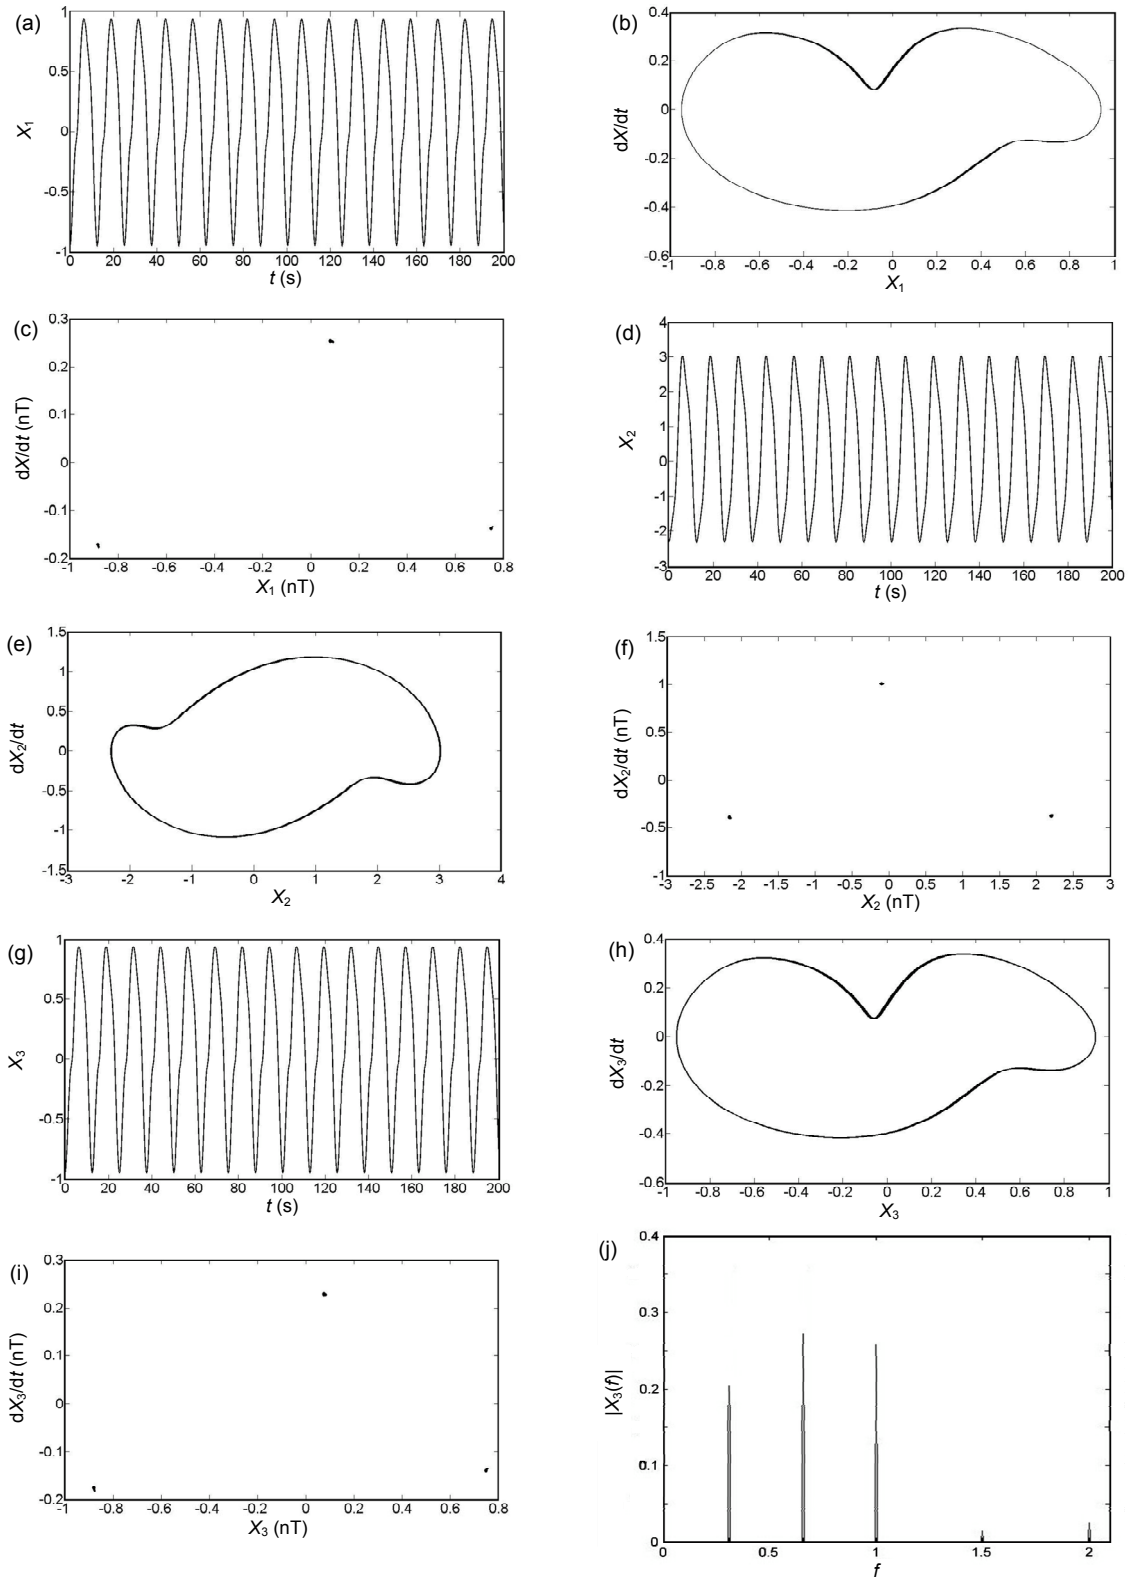 (a)
1
0.5
0
-0.5
-1
X1
0 20 40 60 80 100 120 140 160 180 200
t (s)
(b)
0.4
0.2
0
-0.2
-0.4
-0.6
dX/dt
-1 -0.8 -0.6 -0.4 -0.2 0 0.2 0.4 0.6 0.8 1
X1
(c)
0.3
0.2
0.1
0
-0.1
-0.2
dX/dt (nT)
-1 -0.8 -0.6 -0.4 -0.2 0 0.2 0.4 0.6 0.8
X1 (nT)
(d)
4
3
2
1
0
-1
-2
-3
X2
0 20 40 60 80 100 120 140 160 180 200
t (s)
(e)
1.5
1
0.5
0
-0.5
-1
-1.5
dX2/dt
-3 -2 -1 0 1 2 3 4
X2
(f)
1.5
1
0.5
0
-0.5
-1
dX2/dt (nT)
-3 -2.5 -2 -1.5 -1 -0.5 0 0.5 1 1.5 2 2.5 3
X2 (nT)
(g)
1
0.5
0
-0.5
-1
X3
0 20 40 60 80 100 120 140 160 180 200
t (s)
(h)
0.4
0.2
0
-0.2
-0.4
-0.6
dX3/dt
-1 -0.8 -0.6 -0.4 -0.2 0 0.2 0.4 0.6 0.8 1
X3
(i)
0.3
0.2
0.1
0
-0.1
-0.2
dX3/dt (nT)
-1 -0.8 -0.6 -0.4 -0.2 0 0.2 0.4 0.6 0.8
X3 (nT)
(j)
0.4
0.3
0.2
0.1
0
|X3(f)|
0 0.5 1 1.5 2
f